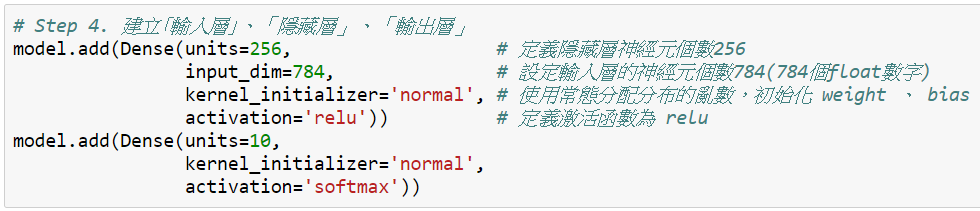 # Step 4. 建立「輸入層」、「隱藏層」、「輸出層」
model.add(Dense(units=256, # 定義隱藏層神經元個數256
input_dim=784, # 設定輸入層的神經元個數784(784個float數字)
kernel_initializer='normal', # 使用常態分配分布的亂數，初始化 weight 、 bias
activation='relu')) # 定義激活函數為 relu
model.add(Dense(units=10,
kernel_initializer='normal',
activation='softmax'))